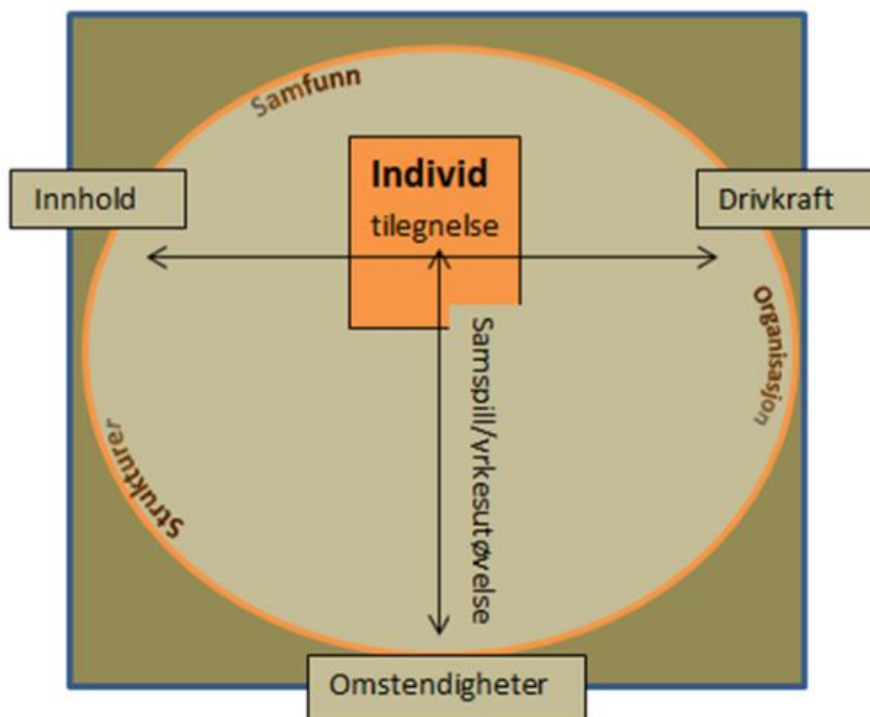 Samfunn
Individ
tilegnelse
Innhold
Drivkraft
Organisasjon
Samspill/yrkesutøvelse
Strukturer
Omstendigheter